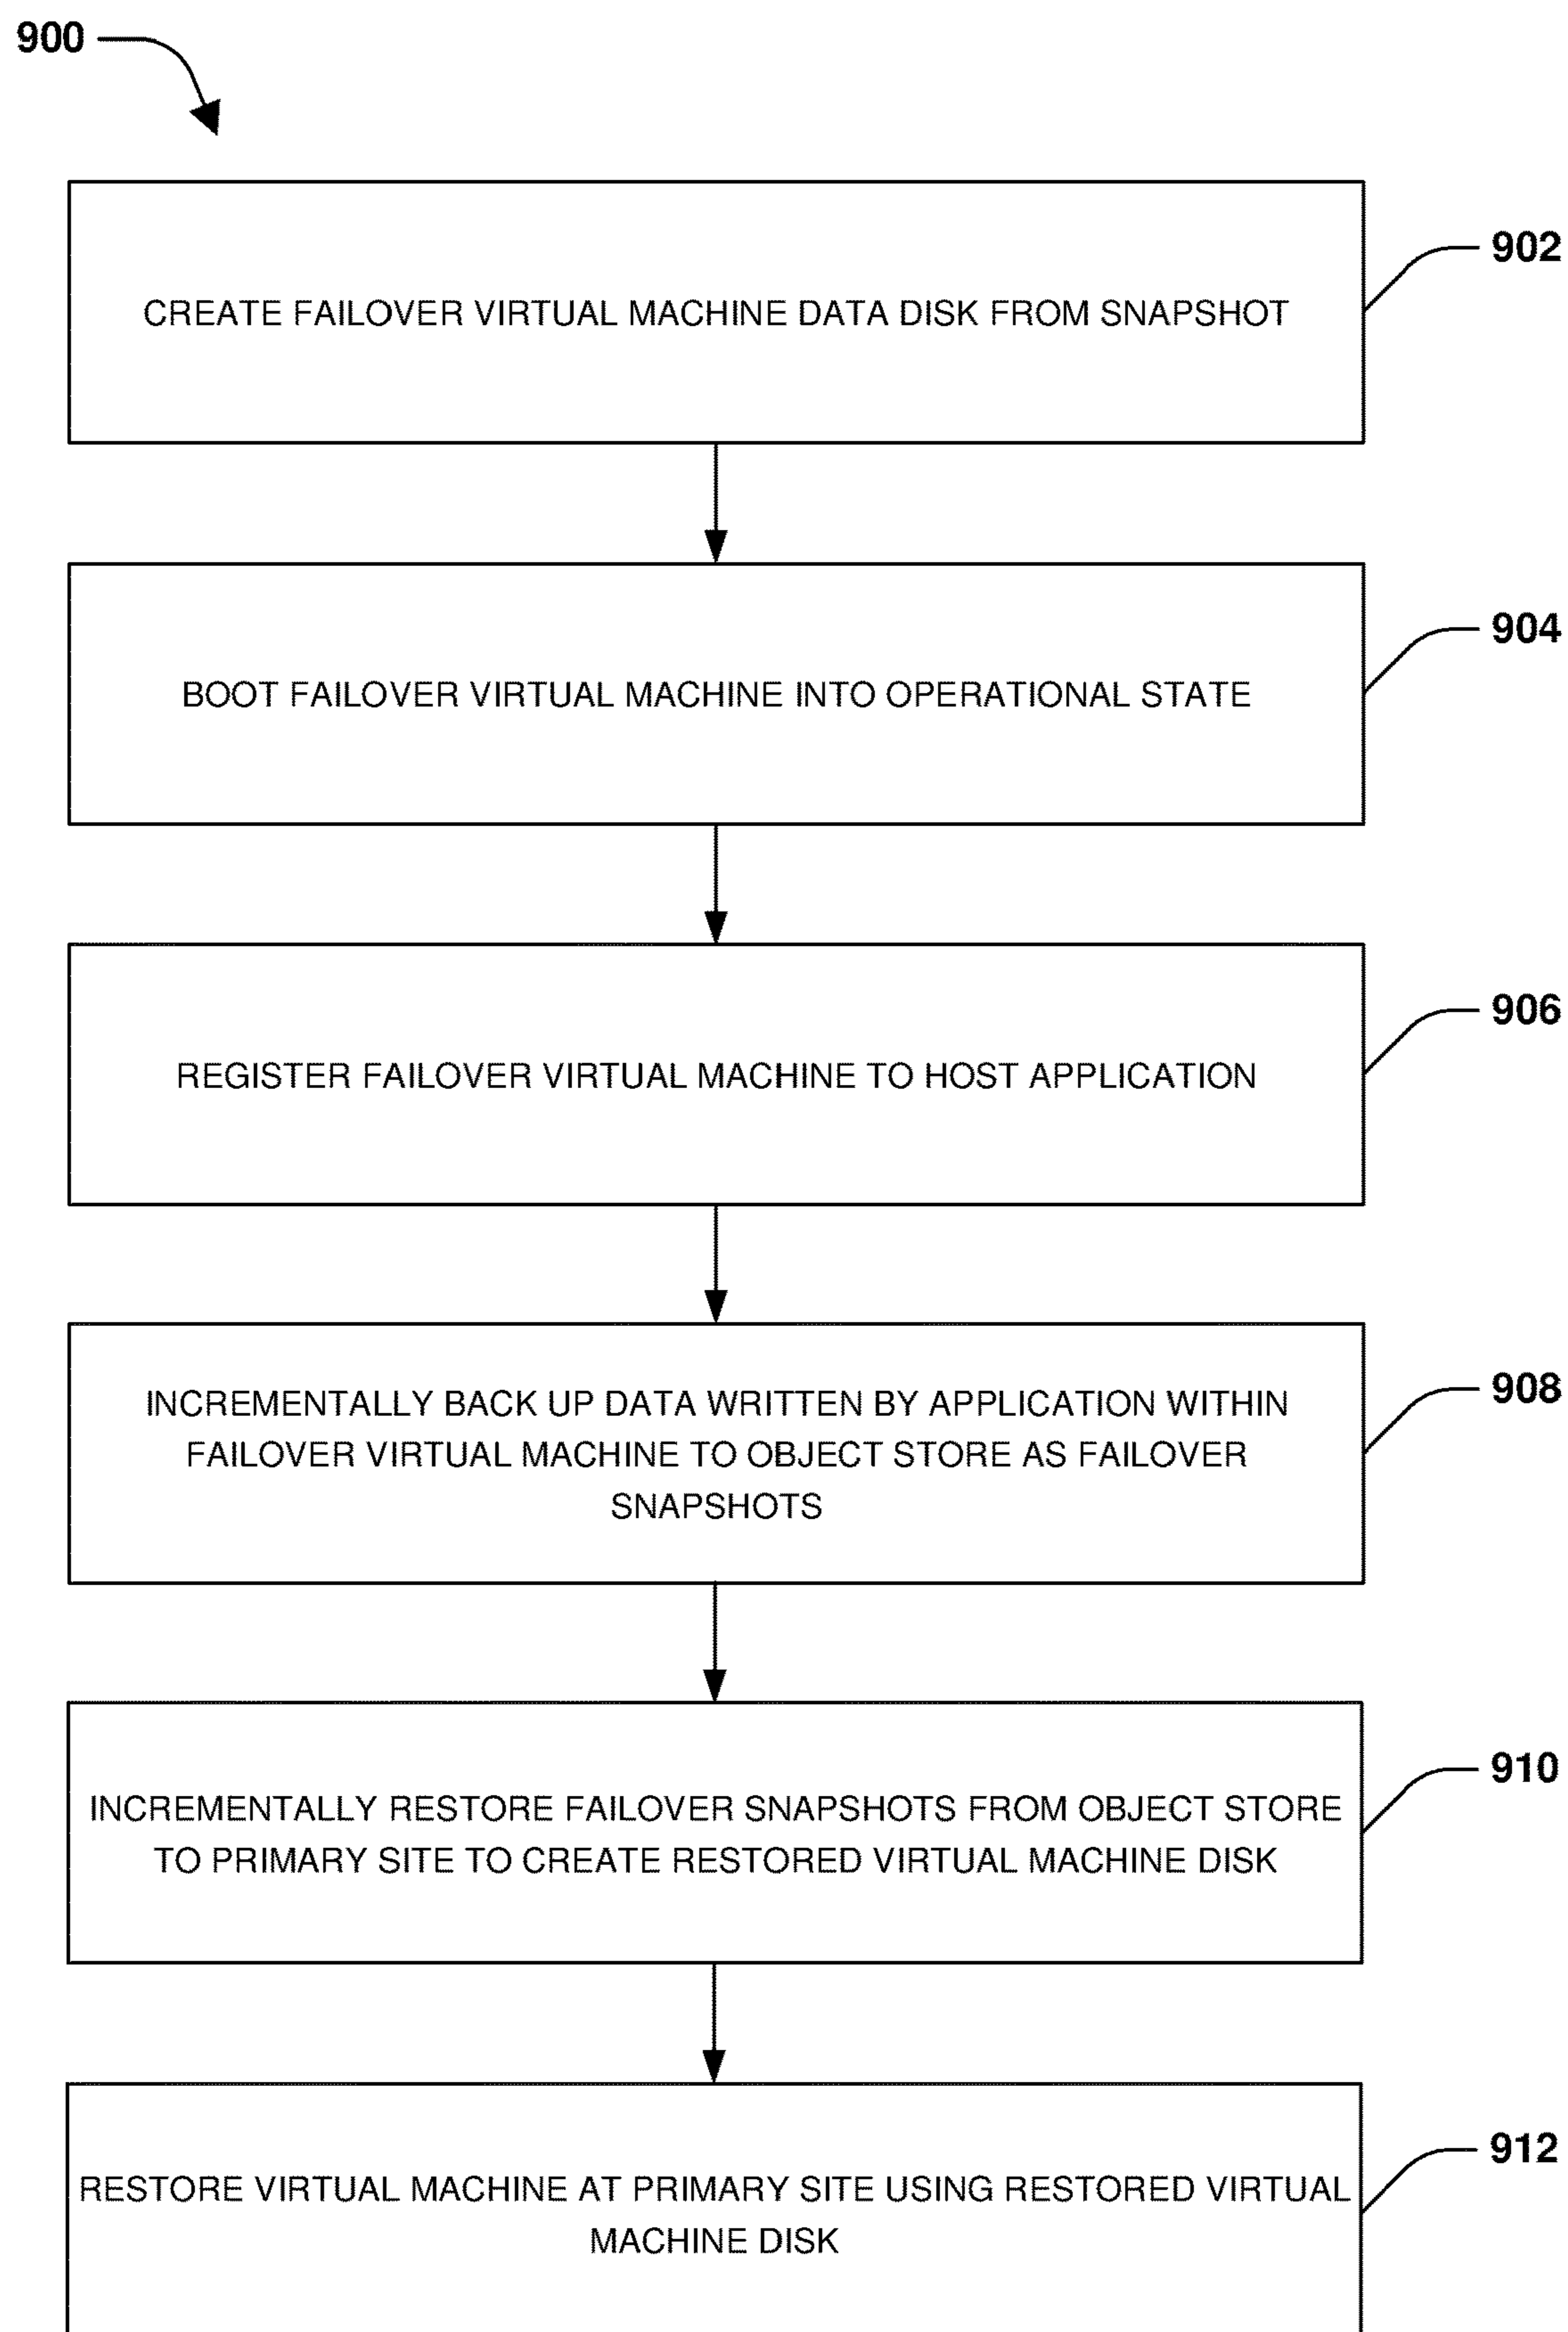 900
CREATE FAILOVER VIRTUAL MACHINE DATA DISK FROM SNAPSHOT
902
BOOT FAILOVER VIRTUAL MACHINE INTO OPERATIONAL STATE
904
REGISTER FAILOVER VIRTUAL MACHINE TO HOST APPLICATION
906
INCREMENTALLY BACK UP DATA WRITTEN BY APPLICATION WITHIN
FAILOVER VIRTUAL MACHINE TO OBJECT STORE AS FAILOVER
SNAPSHOTS
908
INCREMENTALLY RESTORE FAILOVER SNAPSHOTS FROM OBJECT STORE
TO PRIMARY SITE TO CREATE RESTORED VIRTUAL MACHINE DISK
910
RESTORE VIRTUAL MACHINE AT PRIMARY SITE USING RESTORED VIRTUAL
MACHINE DISK
912